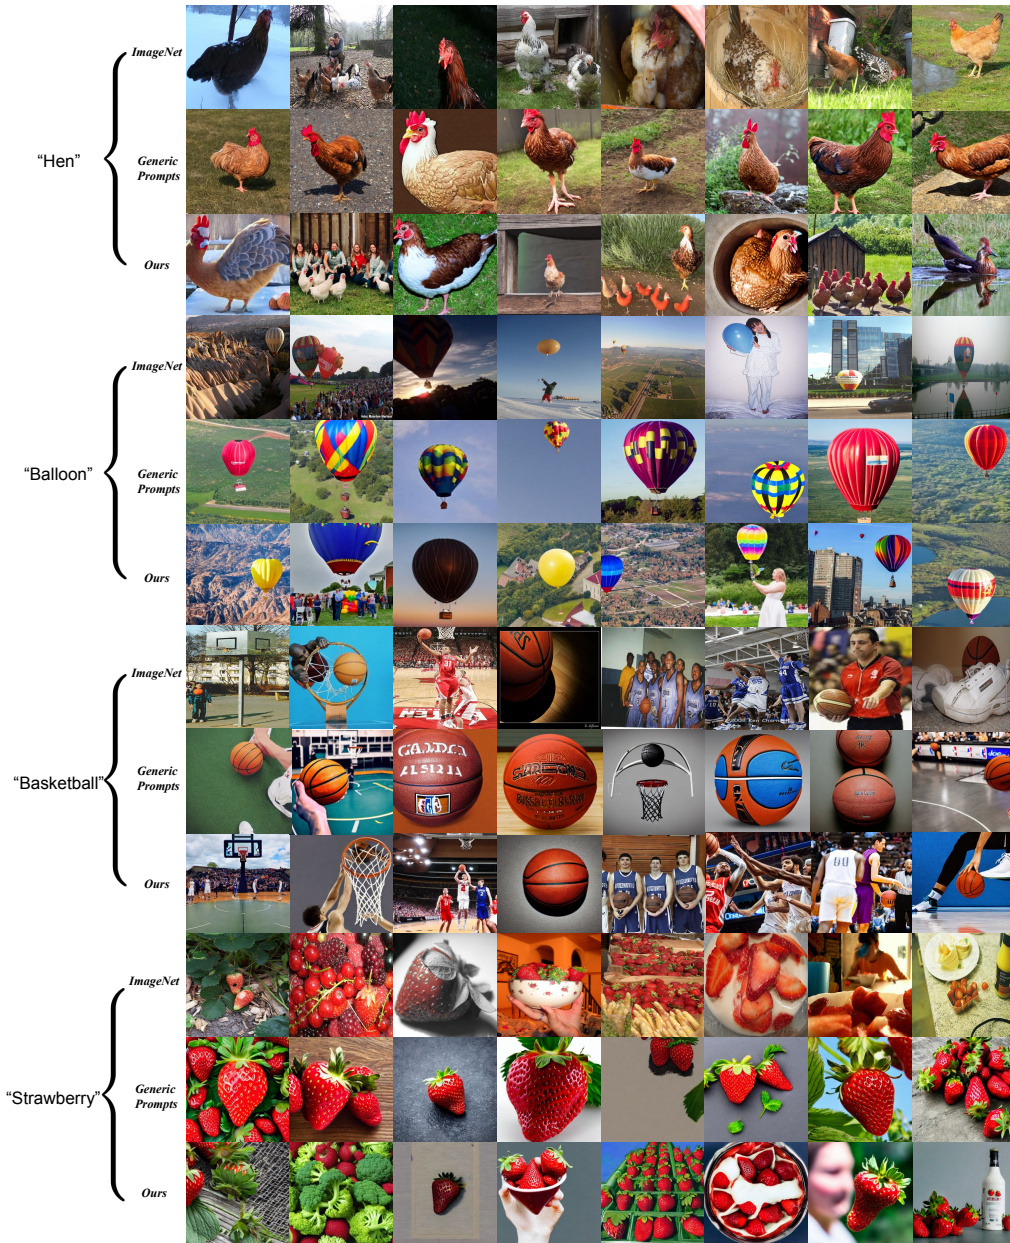 ImageNet
"Hen"
Generic
Prompts
Ours
ImageNet
"Balloon"
Generic
Prompts
Ours
ImageNet
"Basketball"
Generic
Prompts
Ours
ImageNet
"Strawberry"
Generic
Prompts
Ours